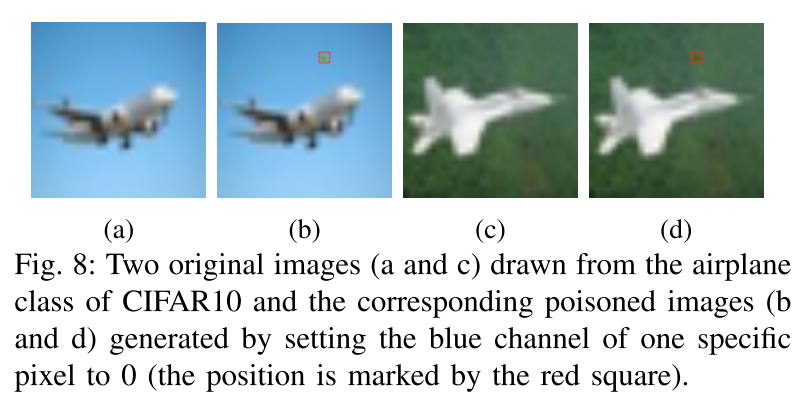 (a) (b) (c) (d)
Fig. 8: Two original images (a and c) drawn from the airplane
class of CIFAR10 and the corresponding poisoned images (b
and d) generated by setting the blue channel of one specific
pixel to 0 (the position is marked by the red square).